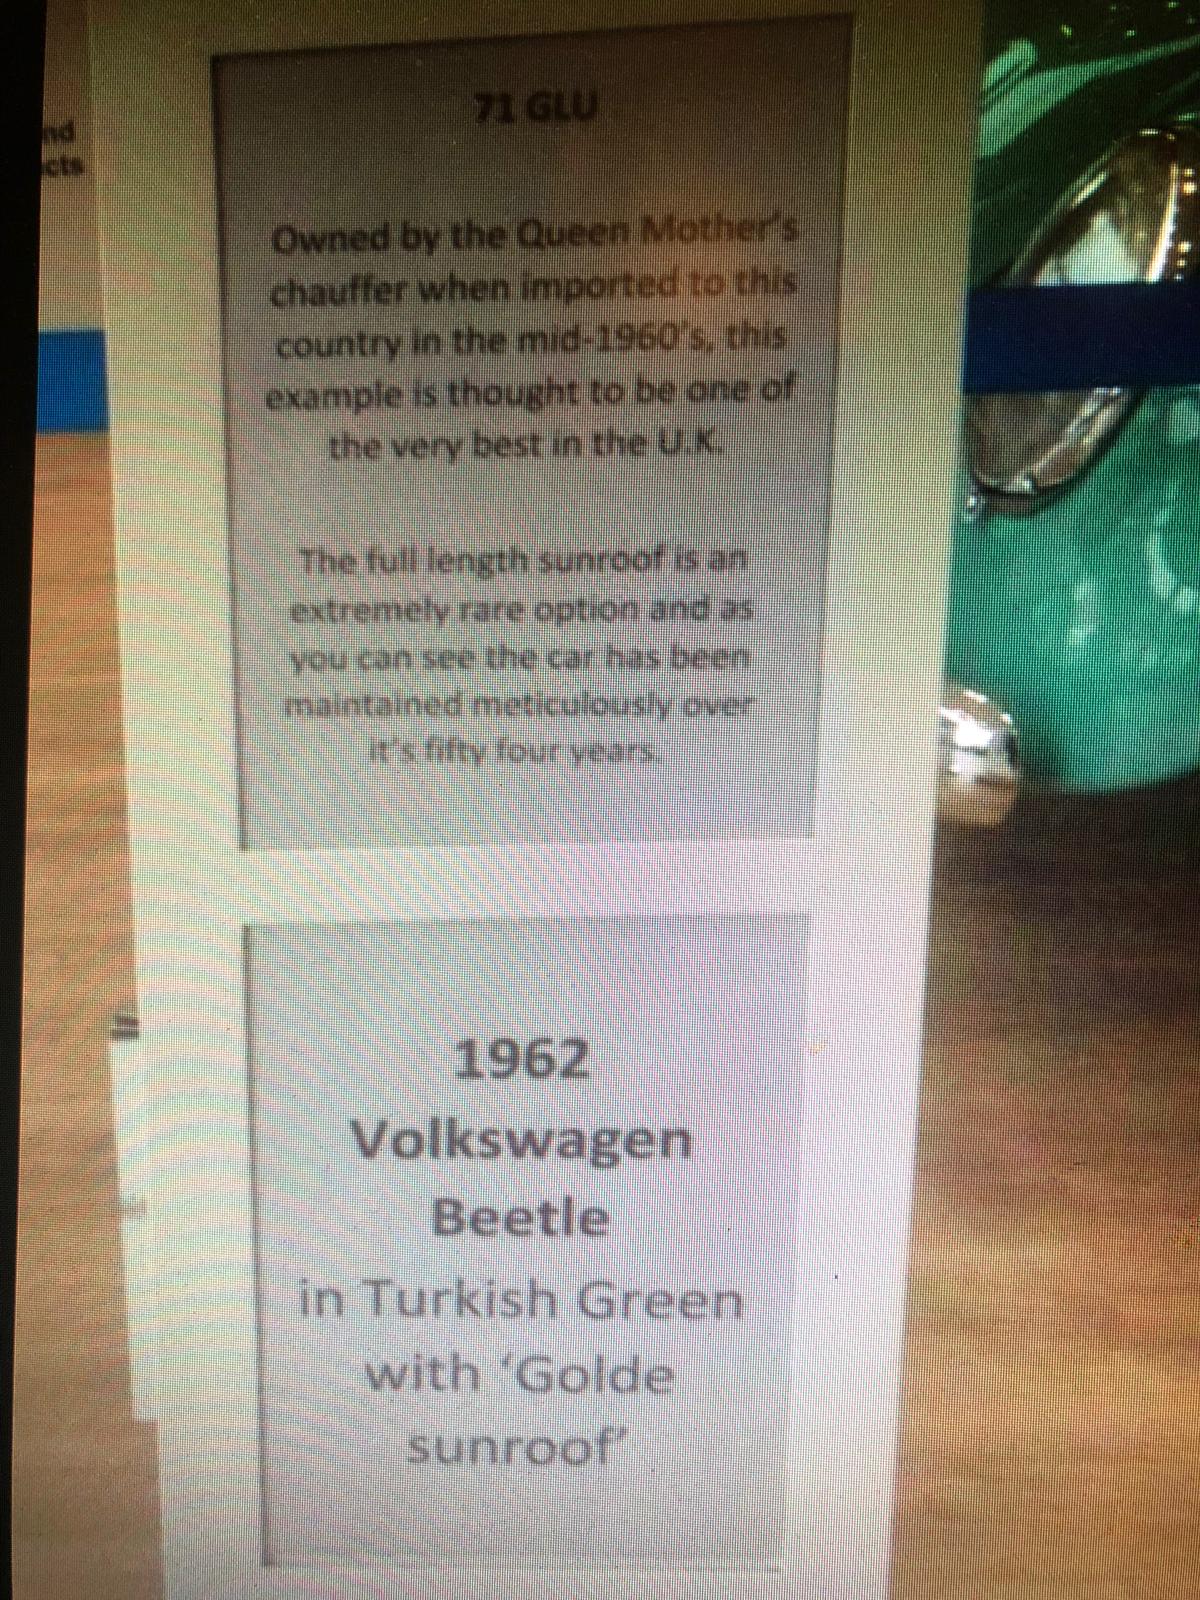 nd
cts
71 GLU
Owned by the Queen Mother's
chauffer when imported to this
country in the mid-1960's, this
example is thought to be one of
the very best in the U.K.
The full length sunroof is an
extremely rare option and as
you can see the car has been
maintained meticulously over
it's fifty four years.
1962
Volkswagen
Beetle
in Turkish Green
with 'Golde
sunroof'